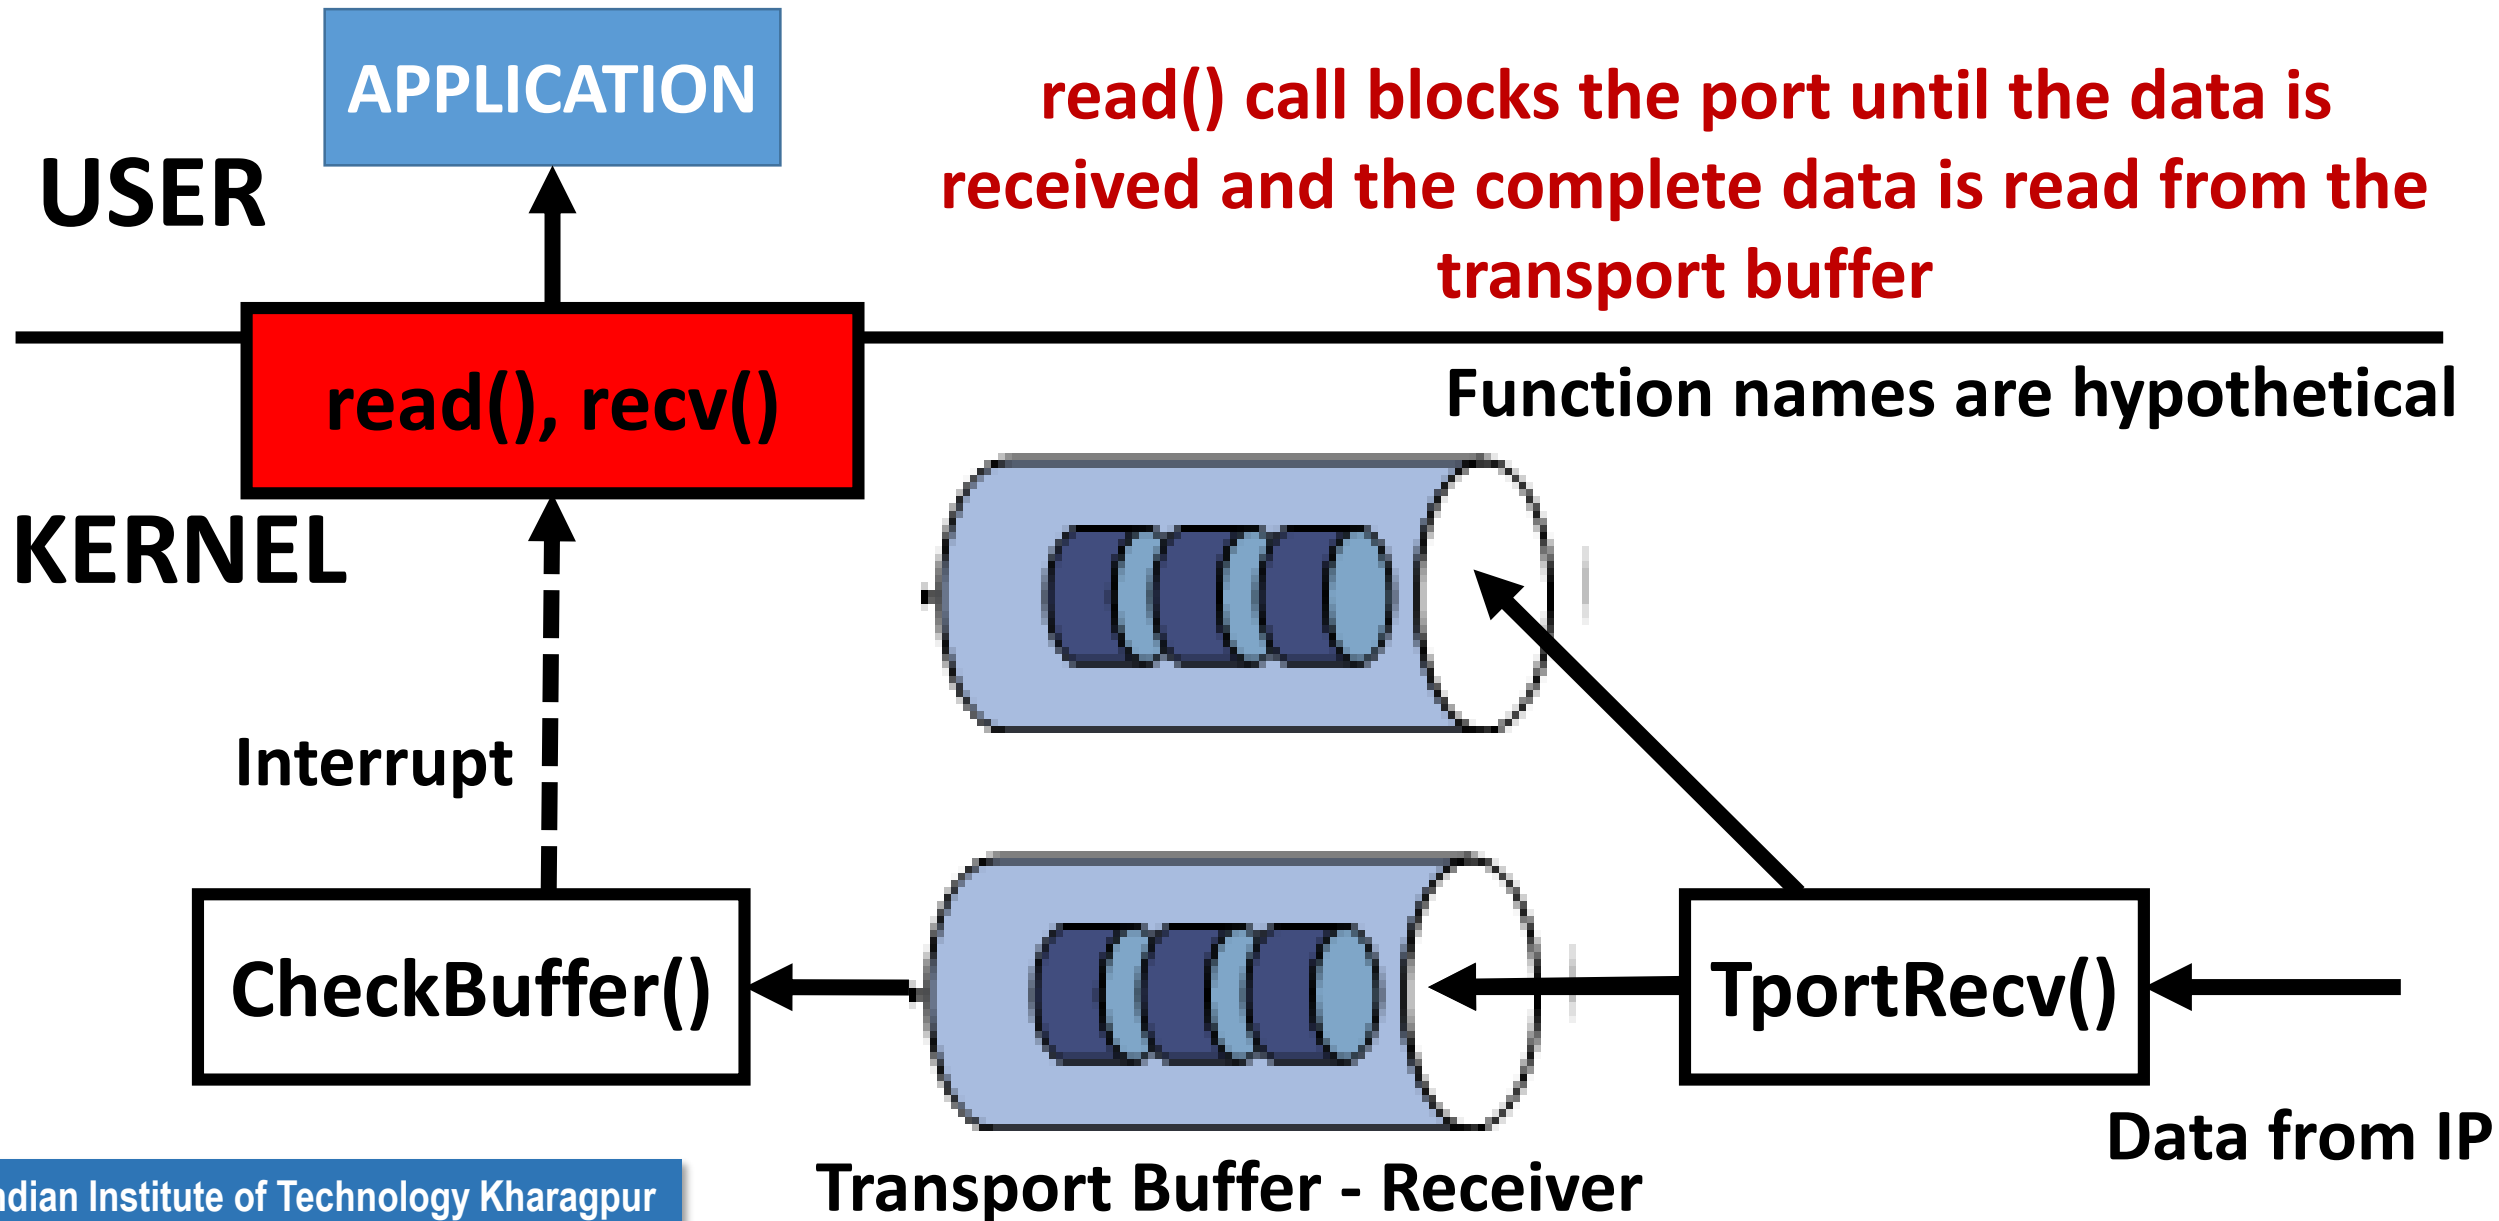 APPLICATION
read() call blocks the port until the data is
received and the complete data is read from the
transport buffer
USER
read(), recv()
Function names are hypothetical
KERNEL
Interrupt
CheckBuffer()
TportRecv()
Data from IP
Transport Buffer - Receiver
ndian Institute of Technology Kharagpur